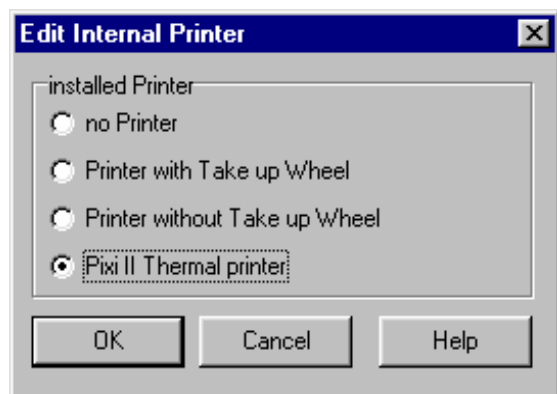 Edit Internal Printer
installed Printer
no Printer
Printer with Take up Wheel
Printer without Take up Wheel
Pixi II Thermal printer
OK Cancel Help